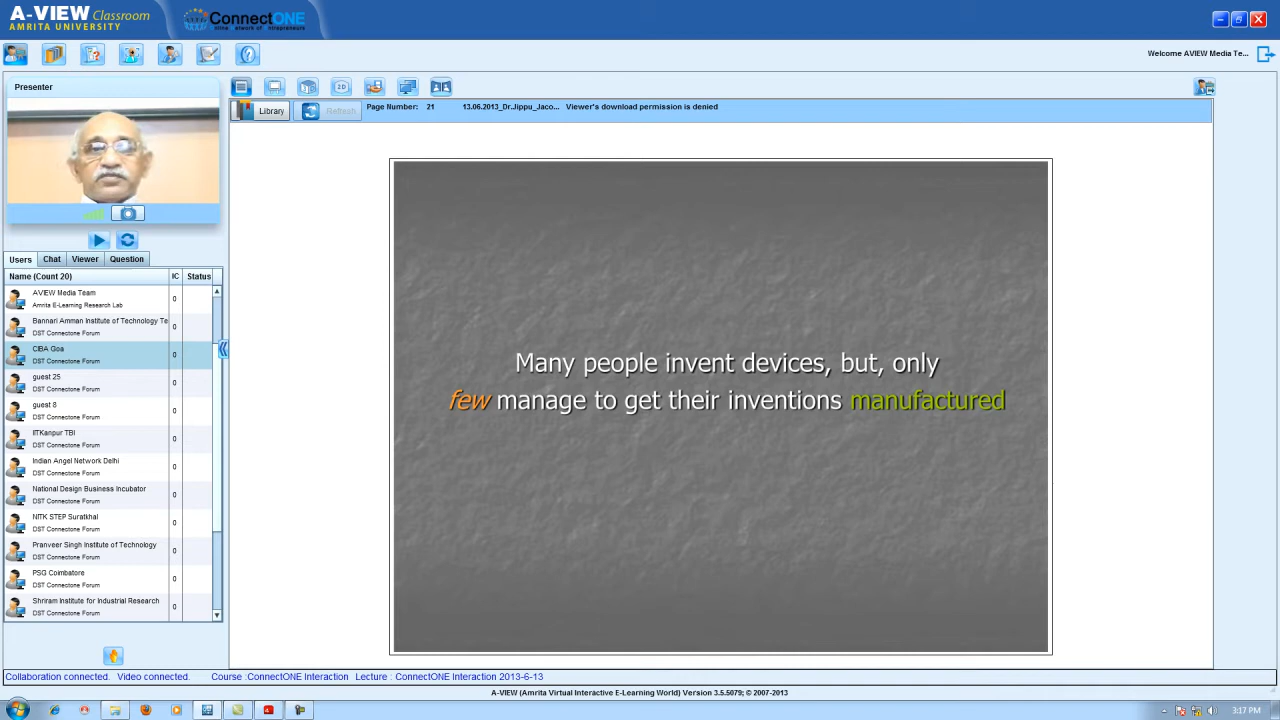 A-VIEW Classroom
AMRITA UNIVERSITY
ConnectONE
Welcome AVIEW Media Te...
Presenter
Library
Refresh
Page Number: 21 13.06.2013_Dr.Jippu_Jaco... Viewer's download permission is denied
Many people invent devices, but, only
few manage to get their inventions manufactured
Users Chat Viewer Question
Name (Count 20) IC Status
AVIEW Media Team
Amrita E-Learning Research Lab
0
Bannari Amman Institute of Technology Te
DST Connectone Forum
0
CIBA Goa
DST Connectone Forum
0
guest 25
DST Connectone Forum
0
guest 8
DST Connectone Forum
0
IITKanpur TBI
DST Connectone Forum
0
Indian Angel Network Delhi
DST Connectone Forum
0
National Design Business Incubator
DST Connectone Forum
0
NITK STEP Suratkhal
DST Connectone Forum
0
Pranveer Singh Institute of Technology
DST Connectone Forum
0
PSG Coimbatore
DST Connectone Forum
0
Shriram Institute for Industrial Research
DST Connectone Forum
0
Collaboration connected. Video connected. Course :ConnectONE Interaction Lecture : ConnectONE Interaction 2013-6-13
A-VIEW (Amrita Virtual Interactive E-Learning World) Version 3.5.5079; © 2007-2013
3:17 PM